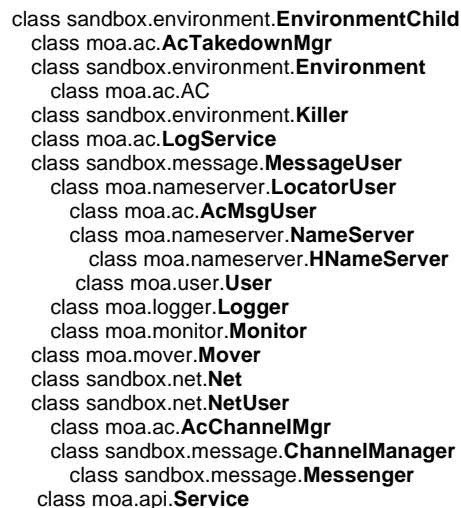 class sandbox.environment.EnvironmentChild
class moa.ac.AcTakedownMgr
class sandbox.environment.Environment
class moa.ac.AC
class sandbox.environment.Killer
class moa.ac.LogService
class sandbox.message.MessageUser
class moa.nameserver.LocatorUser
class moa.ac.AcMsgUser
class moa.nameserver.NameServer
class moa.nameserver.HNameServer
class moa.user.User
class moa.logger.Logger
class moa.monitor.Monitor
class moa.mover.Mover
class sandbox.net.Net
class sandbox.net.NetUser
class moa.ac.AcChannelMgr
class sandbox.message.ChannelManager
class sandbox.message.Messenger
class moa.api.Service